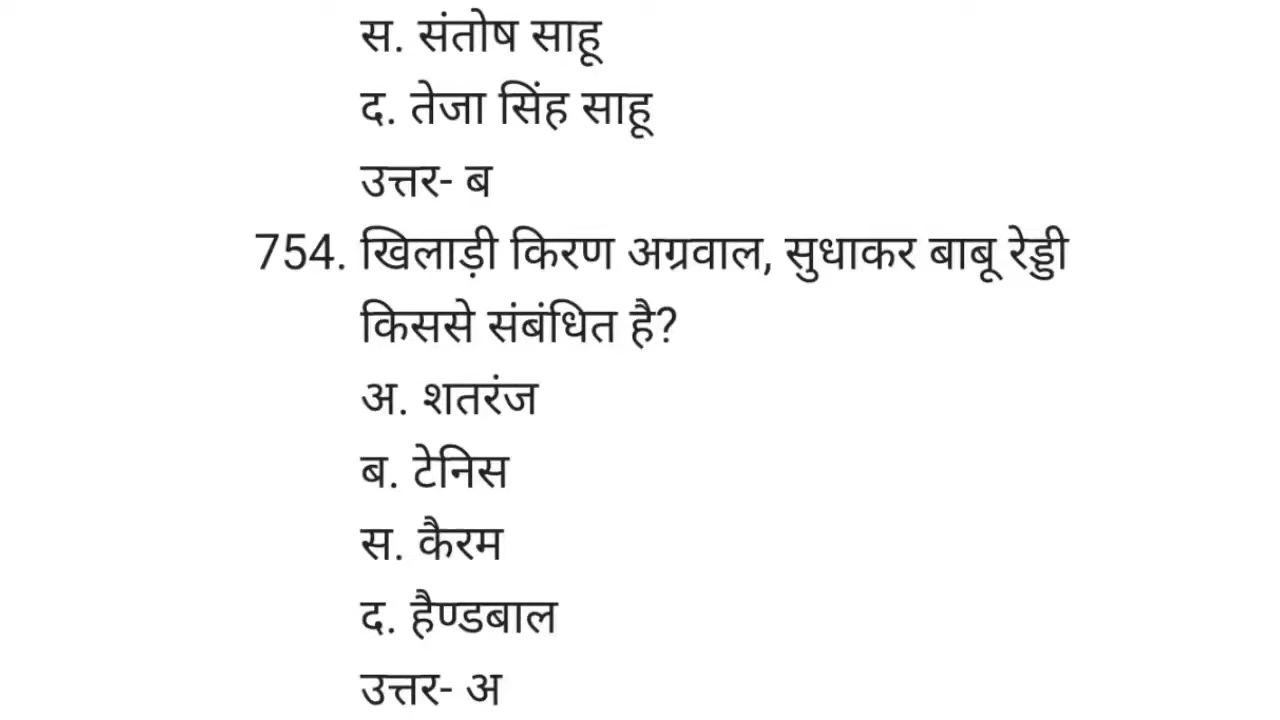 स. संतोष साहू
द. तेजा सिंह साहू
उत्तर- ब
754. खिलाड़ी किरण अग्रवाल, सुधाकर बाबू रेड्डी
किससे संबंधित है?
अ. शतरंज
ब. टेनिस
स. कैरम
द. हैण्डबाल
उत्तर- अ